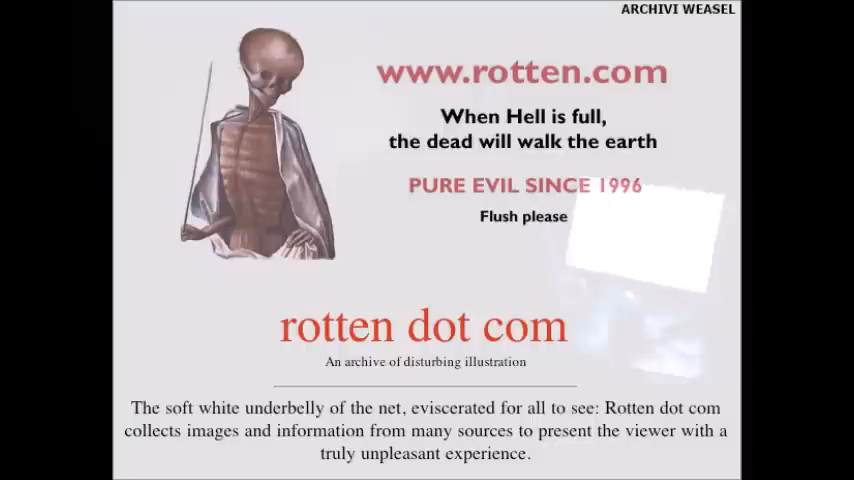 ARCHIVI WEASEL
www.rotten.com
When Hell is full,
the dead will walk the earth
PURE EVIL SINCE 1996
Flush please
rotten dot com
An archive of disturbing illustration
The soft white underbelly of the net, eviscerated for all to see: Rotten dot com
collects images and information from many sources to present the viewer with a
truly unpleasant experience.